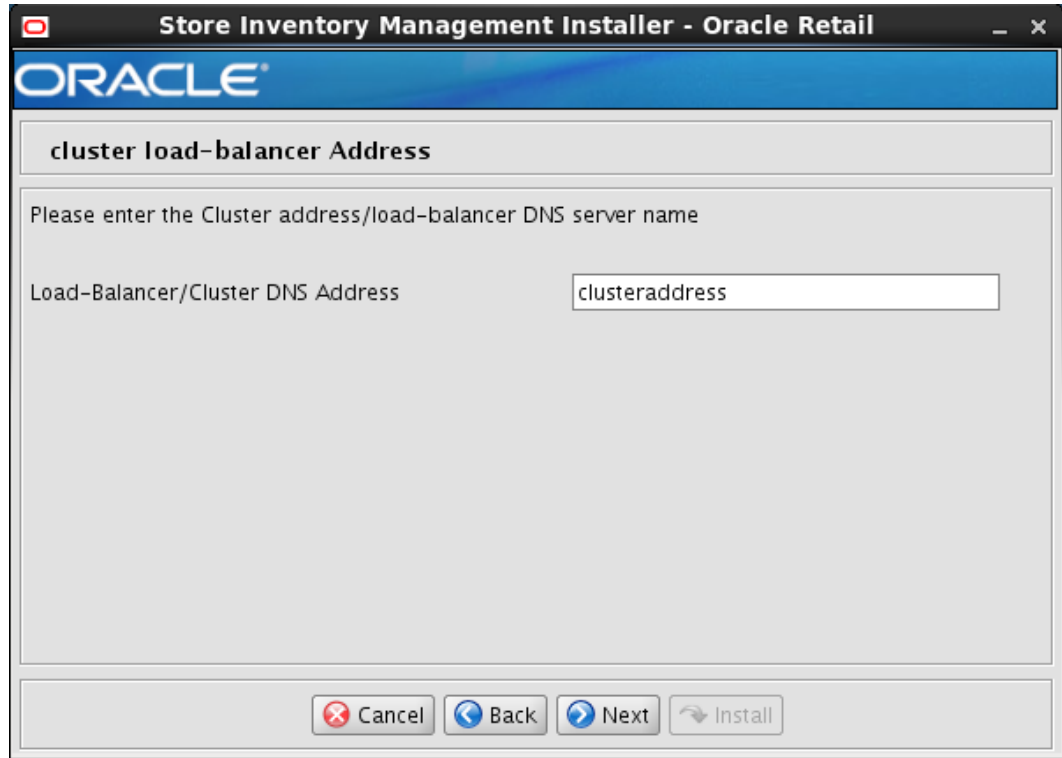 Store Inventory Management Installer - Oracle Retail
ORACLE
cluster load-balancer Address
Please enter the Cluster address/load-balancer DNS server name
Load-Balancer/Cluster DNS Address clusteraddress
Cancel Back Next Install